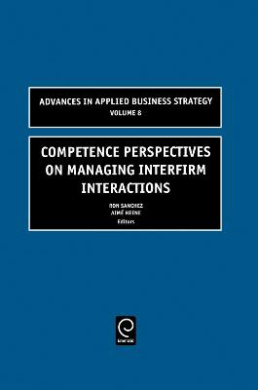 ADVANCES IN APPLIED BUSINESS STRATEGY
VOLUME 8
COMPETENCE PERSPECTIVES
ON MANAGING INTERFIRM
INTERACTIONS
RON SANCHEZ
AIMÉ HEENE
Editors